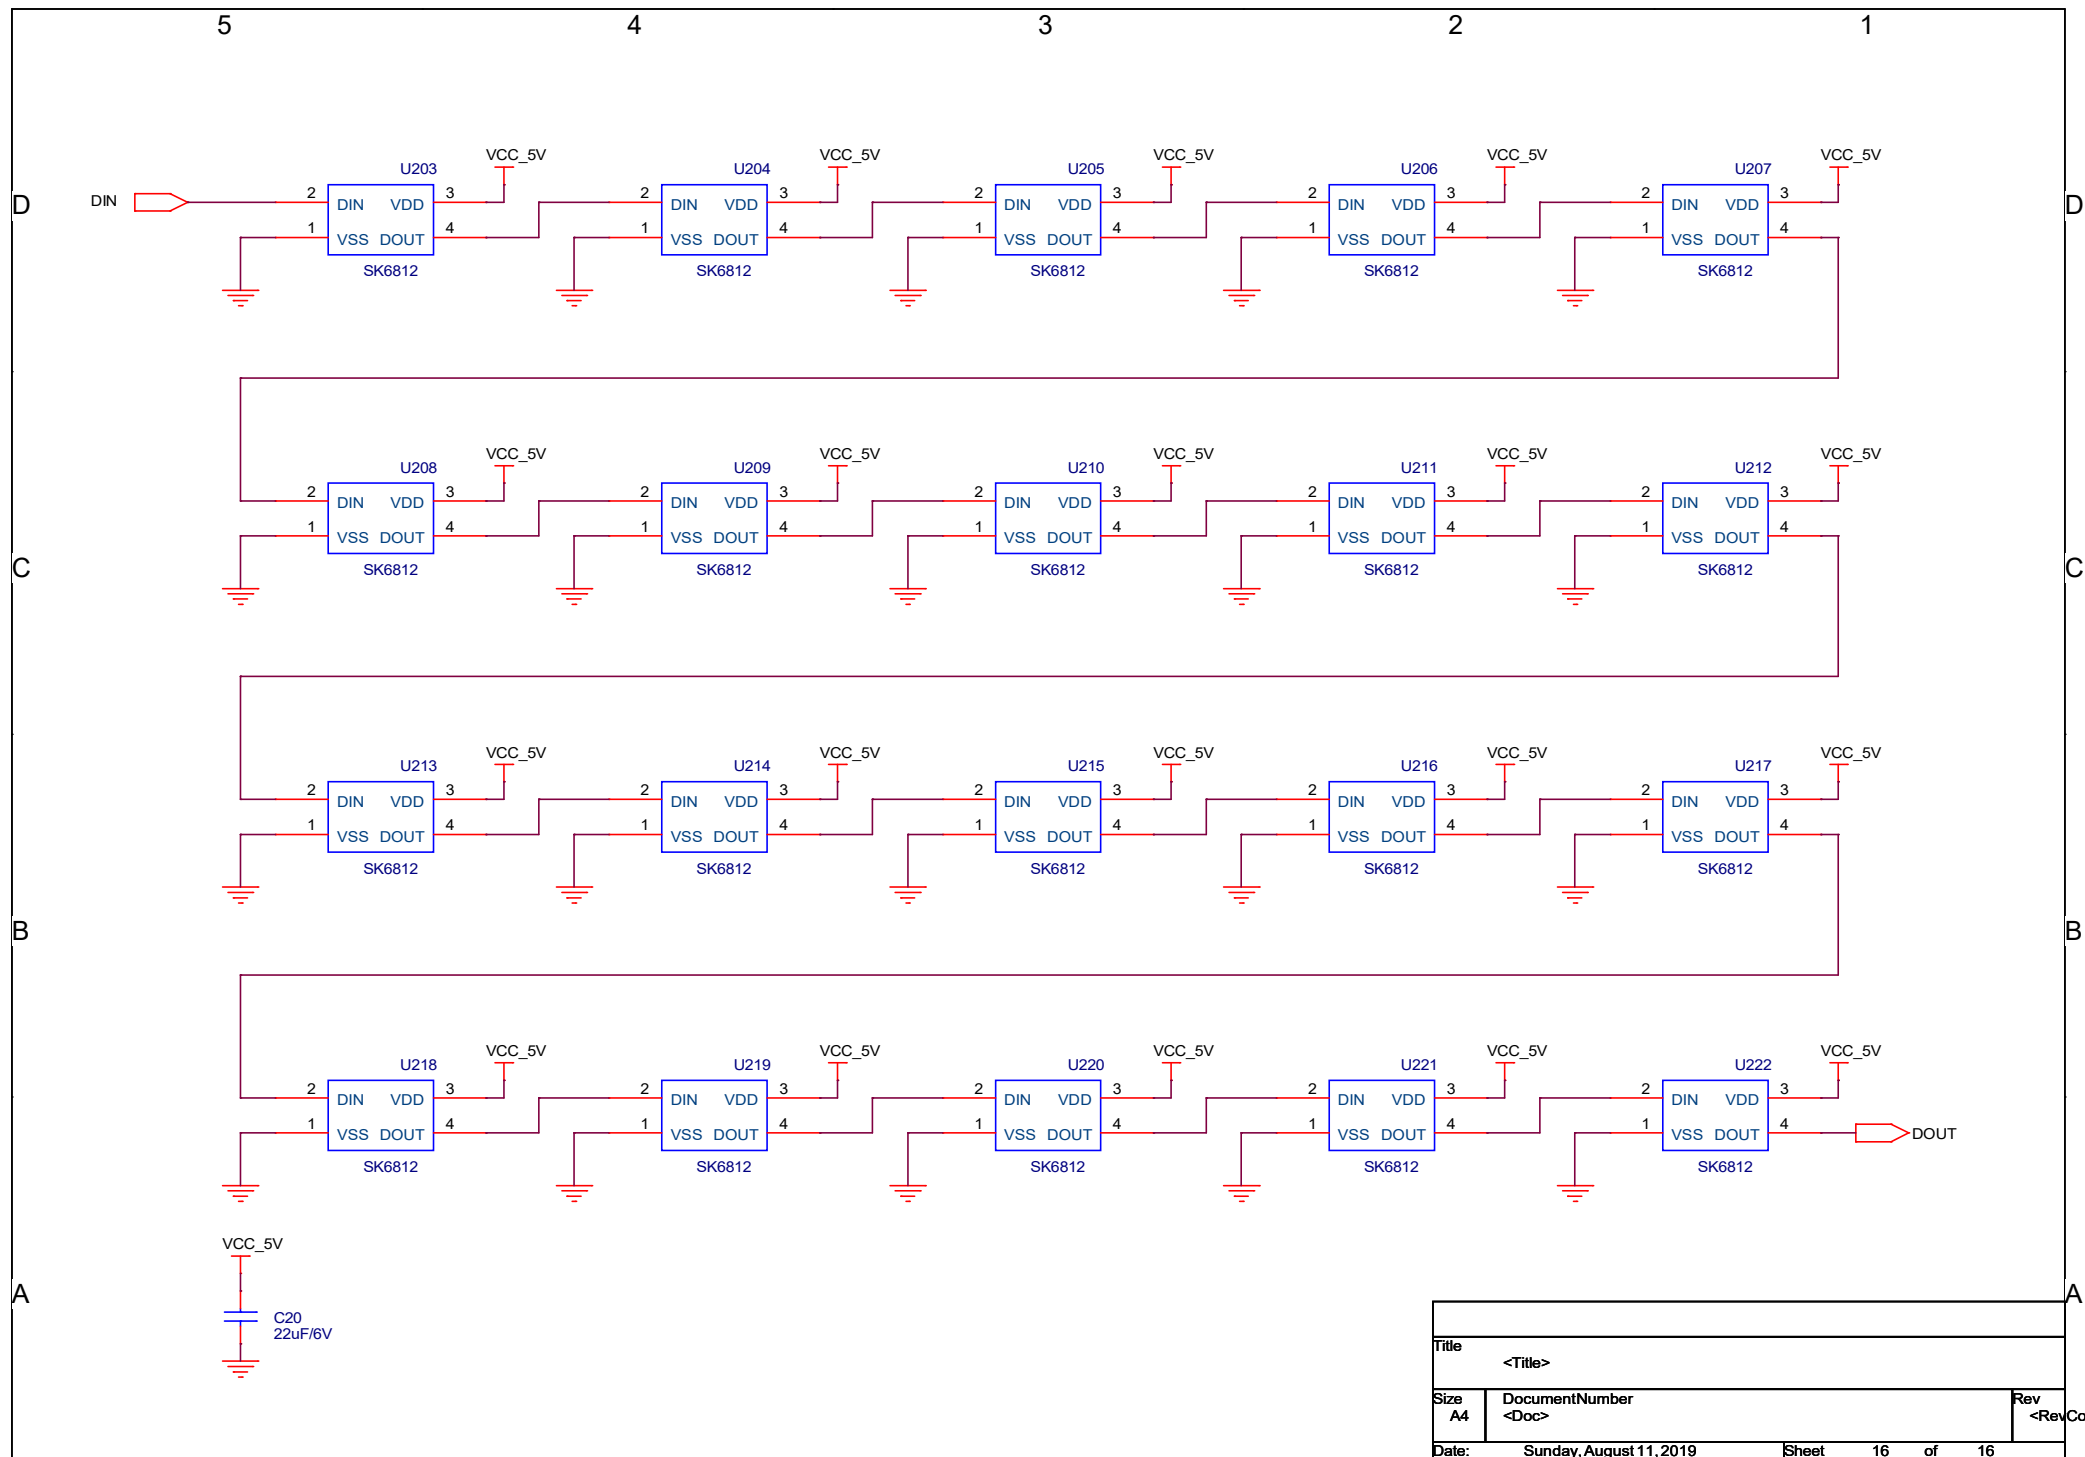 5 4 3 2 1
U203 VCC_5V U204 VCC_5V U205 VCC_5V U206 VCC_5V U207 VCC_5V
D DIN 2 DIN VDD 3 2 DIN VDD 3 2 DIN VDD 3 2 DIN VDD 3 2 DIN VDD 3 D
1 VSS DOUT 4 1 VSS DOUT 4 1 VSS DOUT 4 1 VSS DOUT 4 1 VSS DOUT 4
SK6812 SK6812 SK6812 SK6812 SK6812
U208 VCC_5V U209 VCC_5V U210 VCC_5V U211 VCC_5V U212 VCC_5V
2 DIN VDD 3 2 DIN VDD 3 2 DIN VDD 3 2 DIN VDD 3 2 DIN VDD 3
1 VSS DOUT 4 1 VSS DOUT 4 1 VSS DOUT 4 1 VSS DOUT 4 1 VSS DOUT 4
C SK6812 SK6812 SK6812 SK6812 SK6812 C
U213 VCC_5V U214 VCC_5V U215 VCC_5V U216 VCC_5V U217 VCC_5V
2 DIN VDD 3 2 DIN VDD 3 2 DIN VDD 3 2 DIN VDD 3 2 DIN VDD 3
1 VSS DOUT 4 1 VSS DOUT 4 1 VSS DOUT 4 1 VSS DOUT 4 1 VSS DOUT 4
SK6812 SK6812 SK6812 SK6812 SK6812
B B
U218 VCC_5V U219 VCC_5V U220 VCC_5V U221 VCC_5V U222 VCC_5V
2 DIN VDD 3 2 DIN VDD 3 2 DIN VDD 3 2 DIN VDD 3 2 DIN VDD 3
1 VSS DOUT 4 1 VSS DOUT 4 1 VSS DOUT 4 1 VSS DOUT 4 1 VSS DOUT 4 DOUT
SK6812 SK6812 SK6812 SK6812 SK6812
VCC_5V
A A
C20
22uF/6V
Title
<Title>
Size DocumentNumber Rev
A4 <Doc> <RevCo
Date: Sunday, August 11, 2019 Sheet 16 of 16